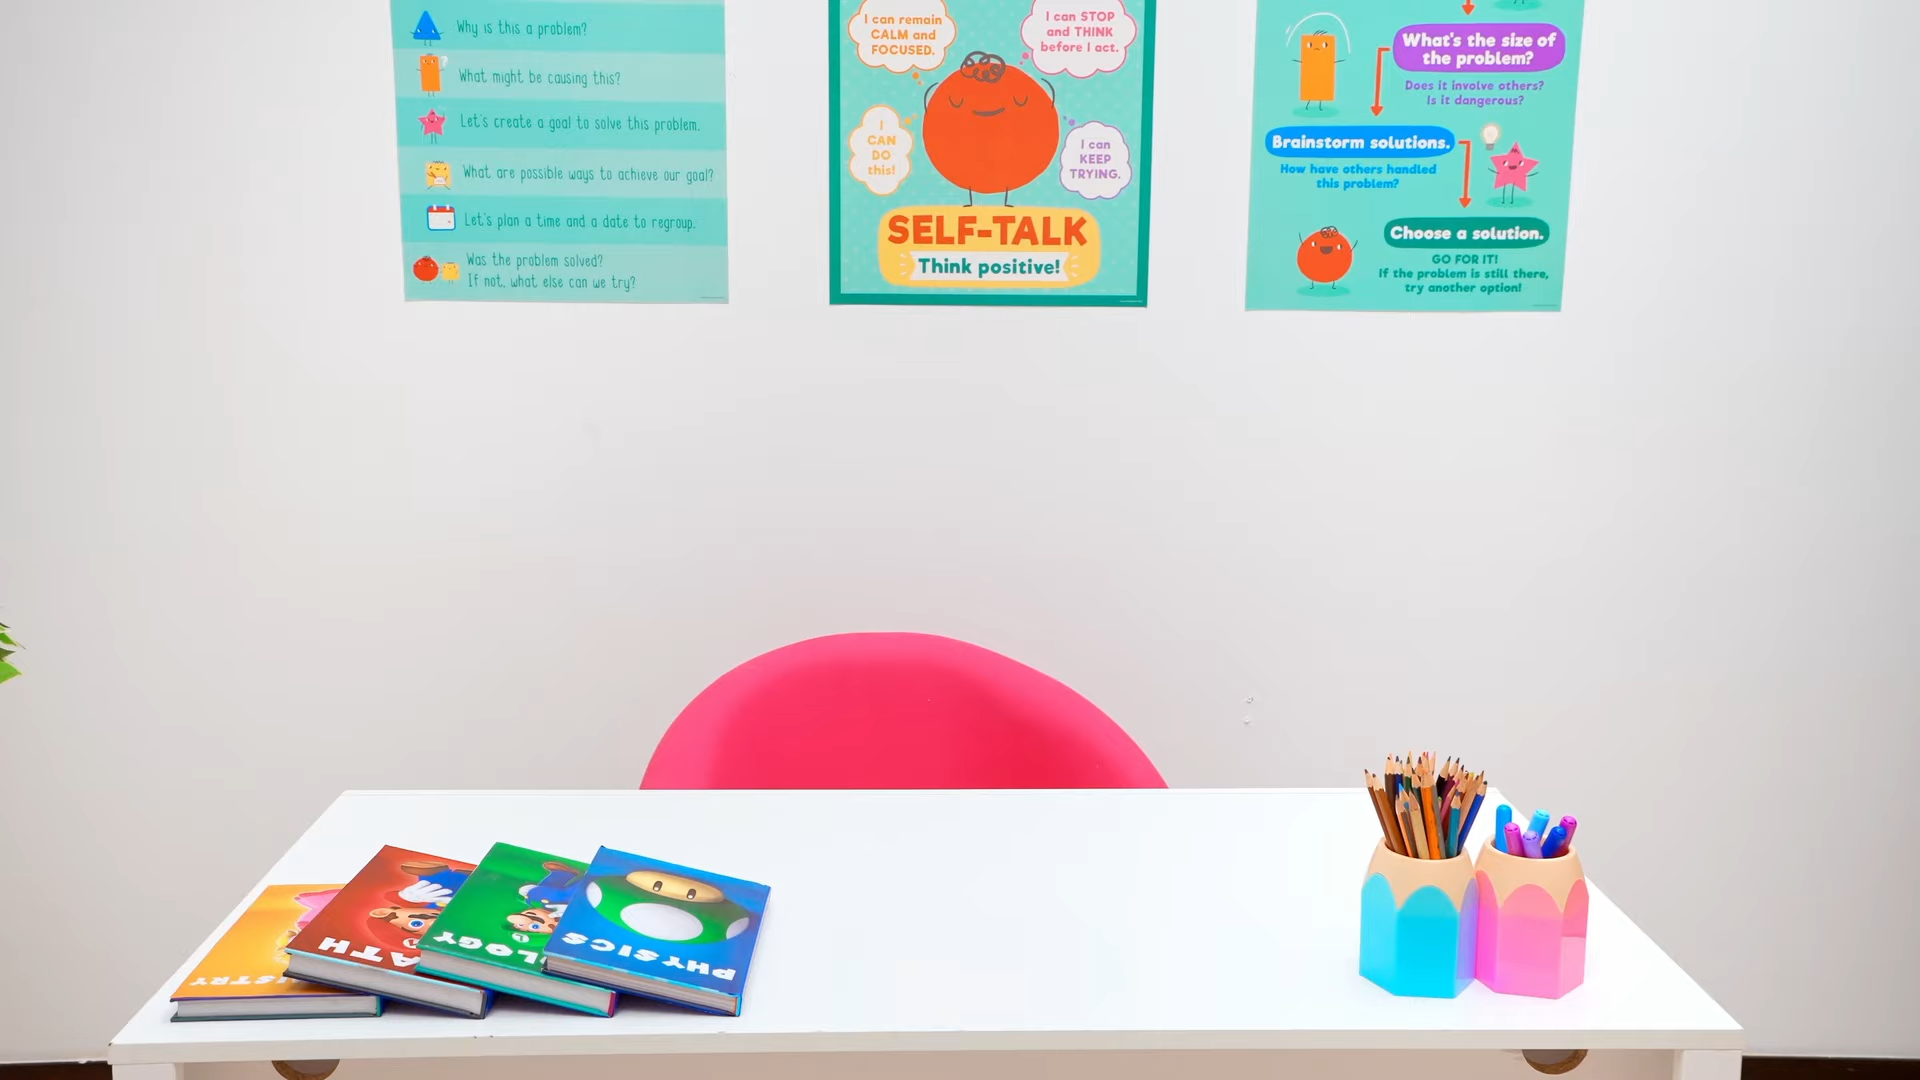 Why is this a problem?
What might be causing this?
Let's create a goal to solve this problem.
What are possible ways to achieve our goal?
Let's plan a time and a date to regroup.
Was the problem solved?
If not, what else can we try?
I can remain
CALM and
FOCUSED.
I can STOP
and THINK
before I act.
I
CAN
DO
this!
I can
KEEP
TRYING.
SELF-TALK
Think positive!
What's the size of
the problem?
Does it involve others?
Is it dangerous?
Brainstorm solutions.
How have others handled
this problem?
Choose a solution.
GO FOR IT!
If the problem is still there,
try another option!
STRY
ATH
LOGY
PHYSICS